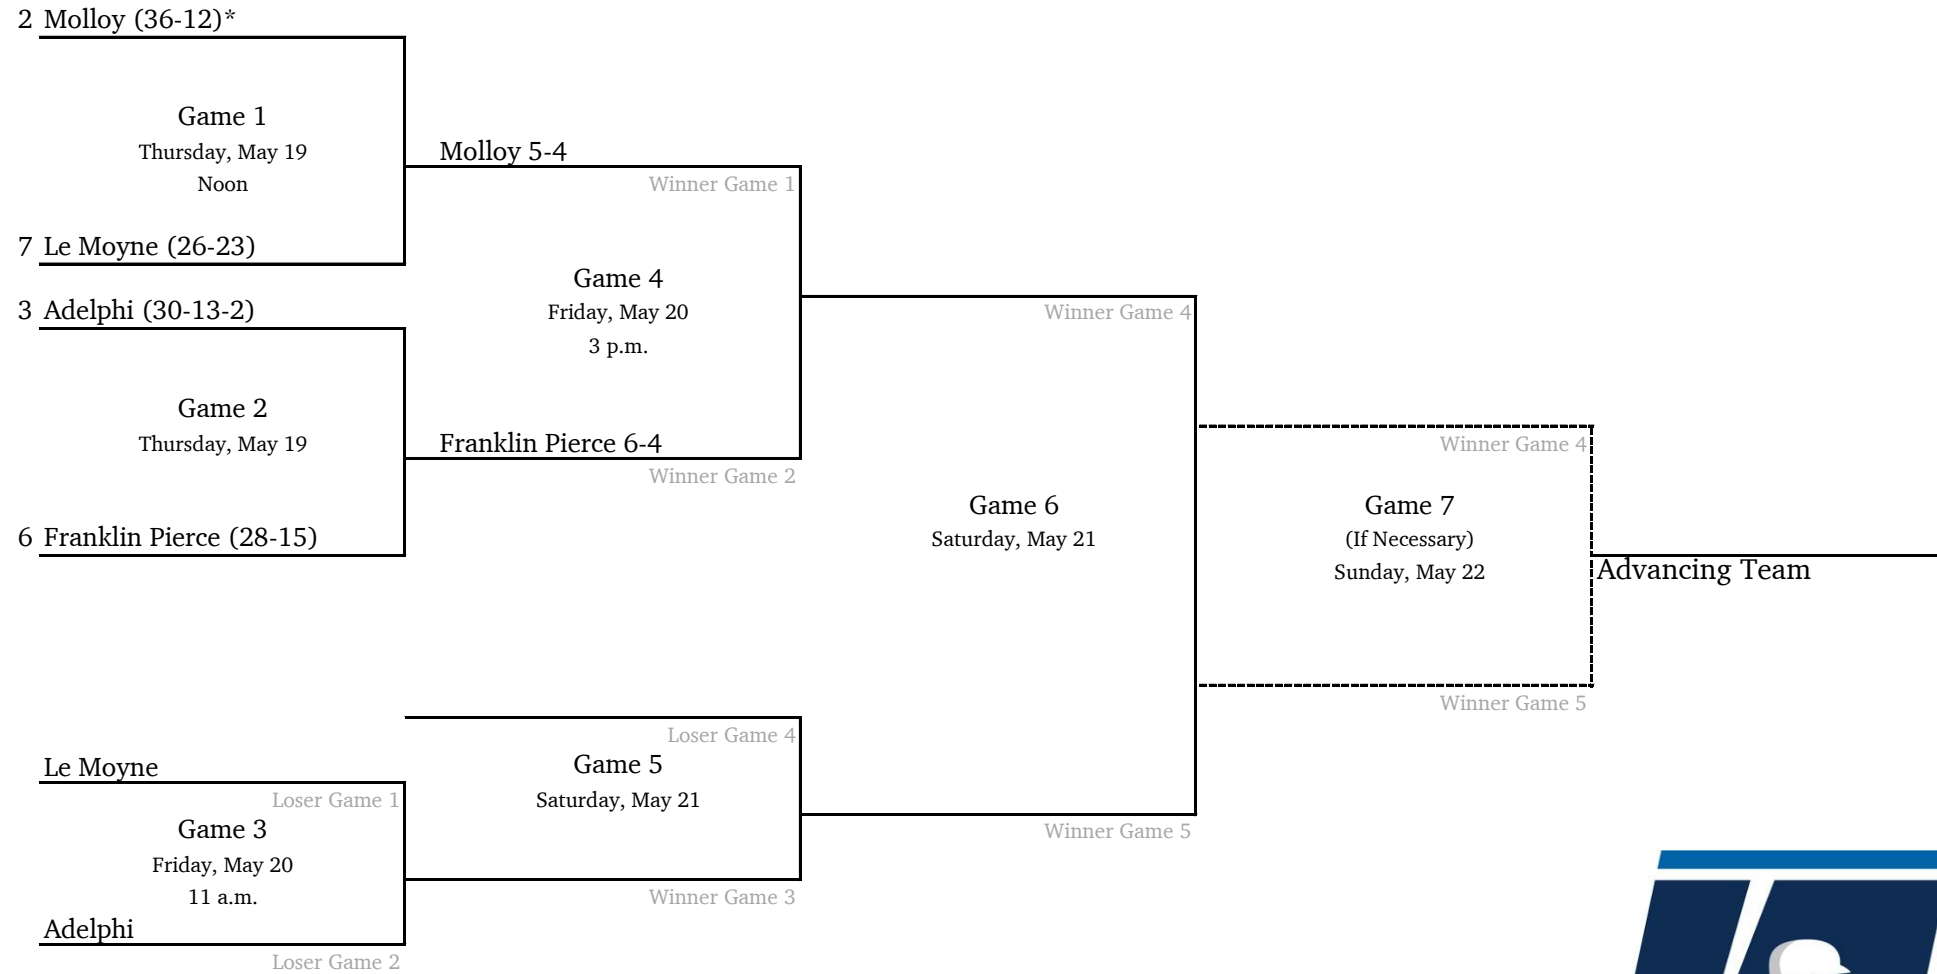 2 Molloy (36-12)*
Game 1
Thursday, May 19
Noon
7 Le Moyne (26-23)
Molloy 5-4
Winner Game 1
3 Adelphi (30-13-2)
Game 2
Thursday, May 19
6 Franklin Pierce (28-15)
Game 4
Friday, May 20
3 p.m.
Franklin Pierce 6-4
Winner Game 2
Winner Game 4
Game 6
Saturday, May 21
Winner Game 4
Game 7
(If Necessary)
Sunday, May 22
Advancing Team
Winner Game 5
Loser Game 4
Game 5
Saturday, May 21
Winner Game 5
Le Moyne
Loser Game 1
Game 3
Friday, May 20
11 a.m.
Winner Game 3
Adelphi
Loser Game 2